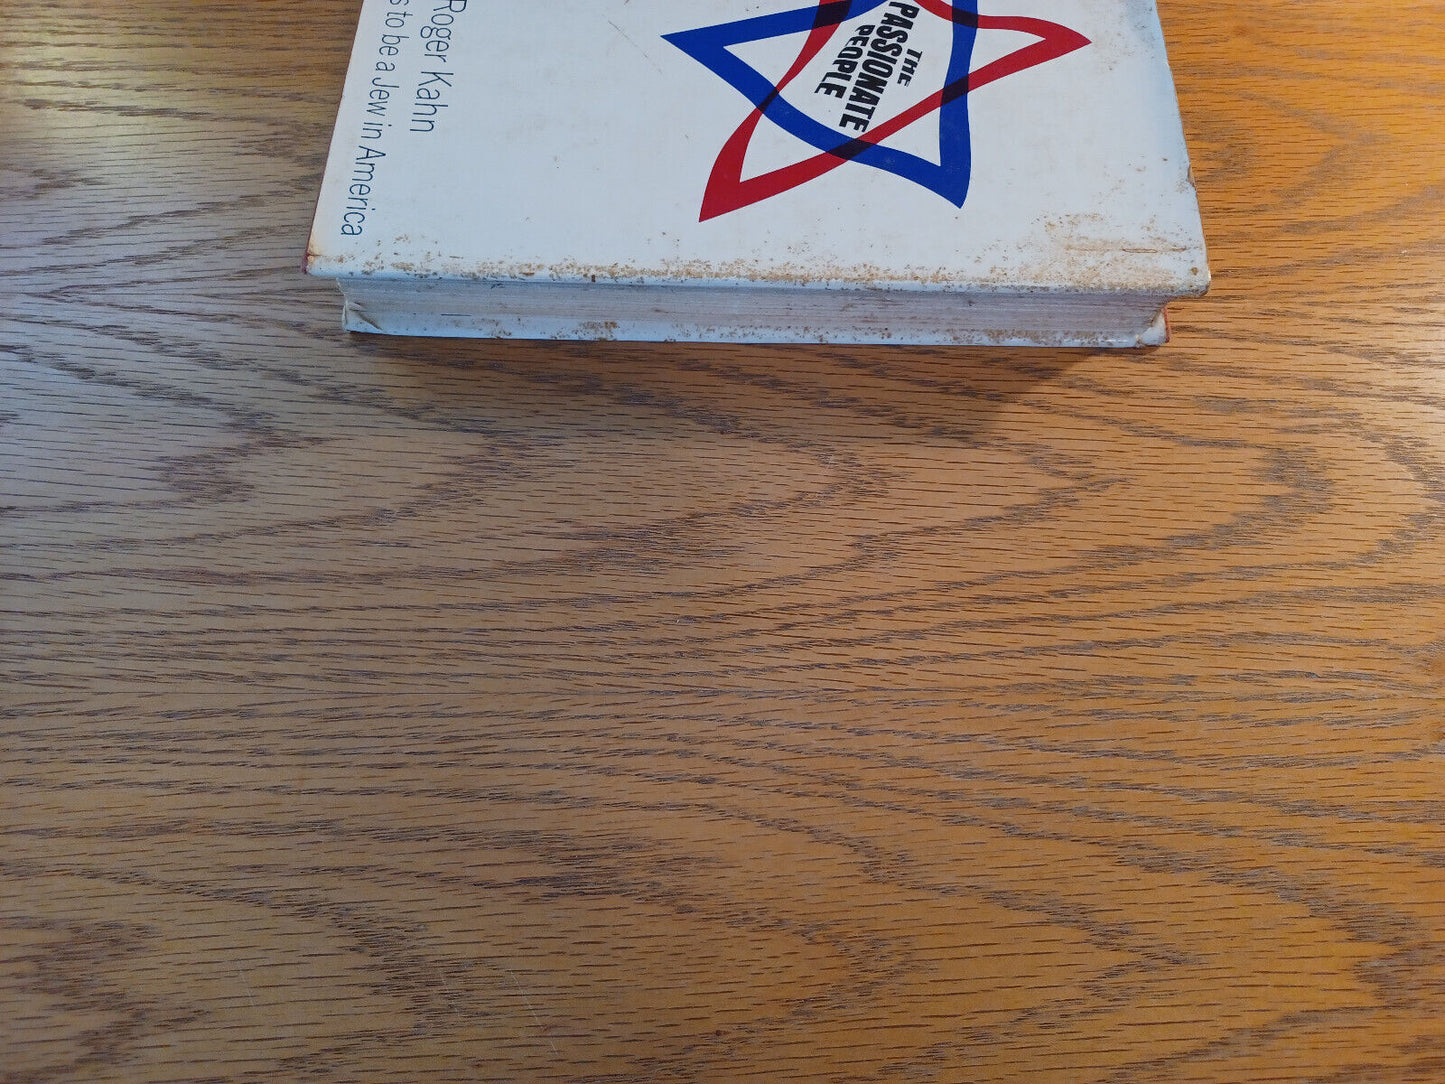 THE
PASSIONATE
PEOPLE
Roger Kahn
s to be a Jew in America